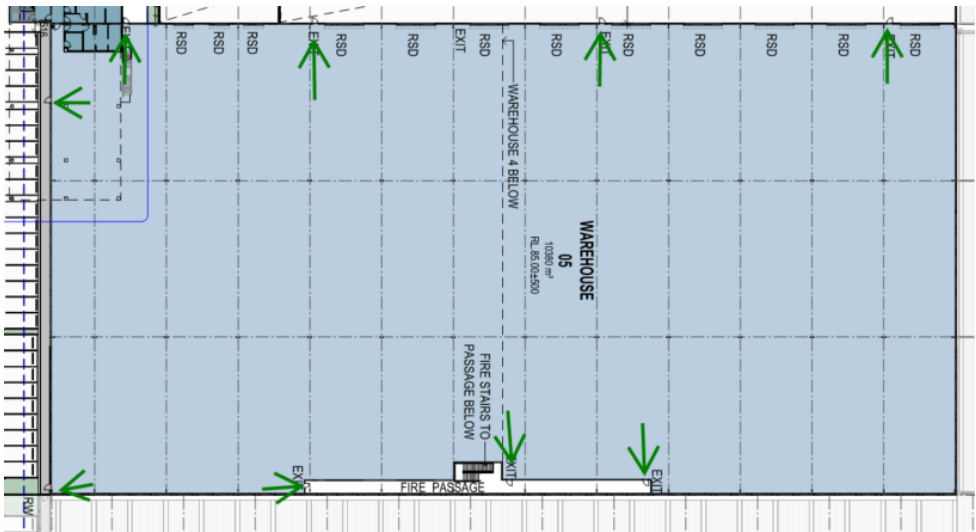 EXIT
RSD
RSD
RSD
EXIT
RSD
RSD
EXIT
RSD
RSD
EXIT
RSD
RSD
RSD
RSD
EXIT
RSD
WAREHOUSE 4 BELOW
WAREHOUSE
05
10380 m²
RL.85.00±500
FIRE STAIRS TO
PASSAGE BELOW
EXIT
EXIT
EXIT
FIRE PASSAGE
RW